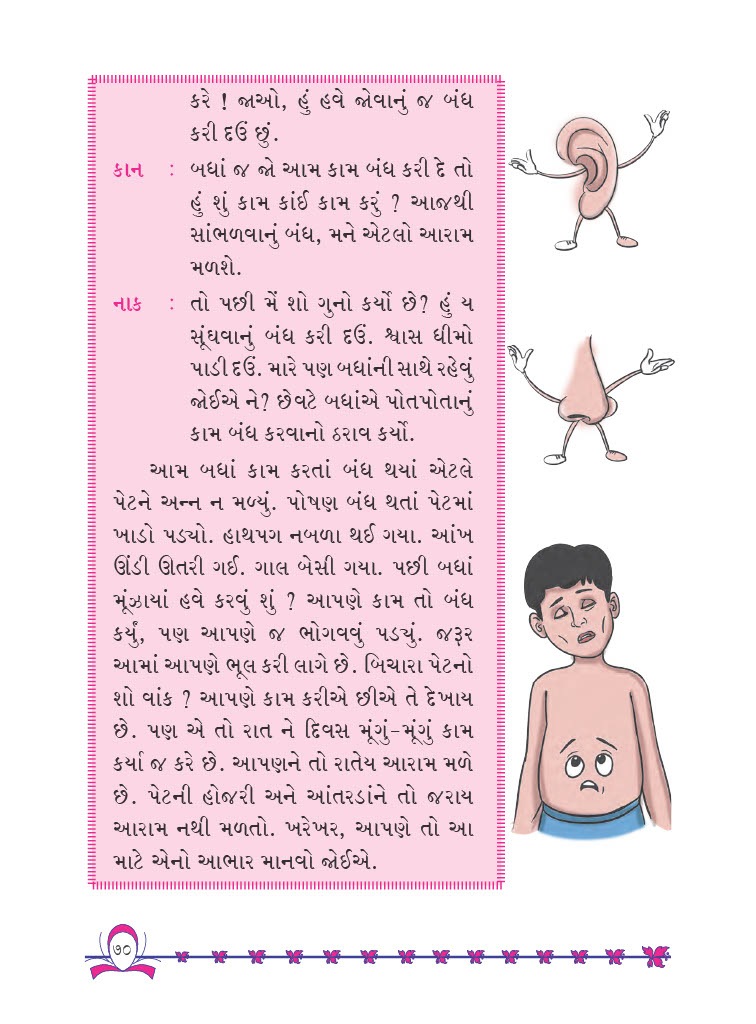 કરે ! જાઓ, હું હવે જોવાનું જ બંધ
કરી દઉં છું.
કાન : બધાં જ જો આમ કામ બંધ કરી દે તો
હું શું કામ કાંઈ કામ કરું ? આજથી
સાંભળવાનું બંધ, મને એટલો આરામ
મળશે.
નાક : તો પછી મેં શો ગુનો કર્યો છે? હું ય
સૂંઘવાનું બંધ કરી દઉં. શ્વાસ ધીમો
પાડી દઉં. મારે પણ બધાંની સાથે રહેવું
જોઈએ ને? છેવટે બધાંએ પોતપોતાનું
કામ બંધ કરવાનો ઠરાવ કર્યો.
આમ બધાં કામ કરતાં બંધ થયાં એટલે
પેટને અન્ન ન મળ્યું. પોષણ બંધ થતાં પેટમાં
ખાડો પડ્યો. હાથપગ નબળા થઈ ગયા. આંખ
ઊંડી ઊતરી ગઈ. ગાલ બેસી ગયા. પછી બધાં
મૂંઝાયાં હવે કરવું શું ? આપણે કામ તો બંધ
કર્યું, પણ આપણે જ ભોગવવું પડ્યું. જરૂર
આમાં આપણે ભૂલ કરી લાગે છે. બિચારા પેટનો
શો વાંક ? આપણે કામ કરીએ છીએ તે દેખાય
છે. પણ એ તો રાત ને દિવસ મૂંગું-મૂંગું કામ
કર્યા જ કરે છે. આપણને તો રાતેય આરામ મળે
છે. પેટની હોજરી અને આંતરડાંને તો જરાય
આરામ નથી મળતો. ખરેખર, આપણે તો આ
માટે એનો આભાર માનવો જોઈએ.
૭૦